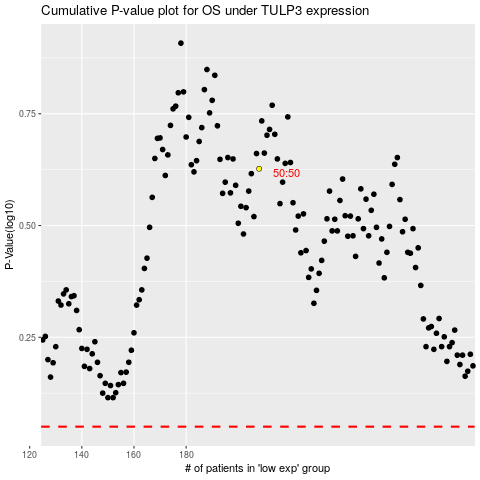 Cumulative P-value plot for OS under TULP3 expression
P-Value(log10)
0.75
0.50
0.25
50:50
120 140 160 180
# of patients in 'low exp' group